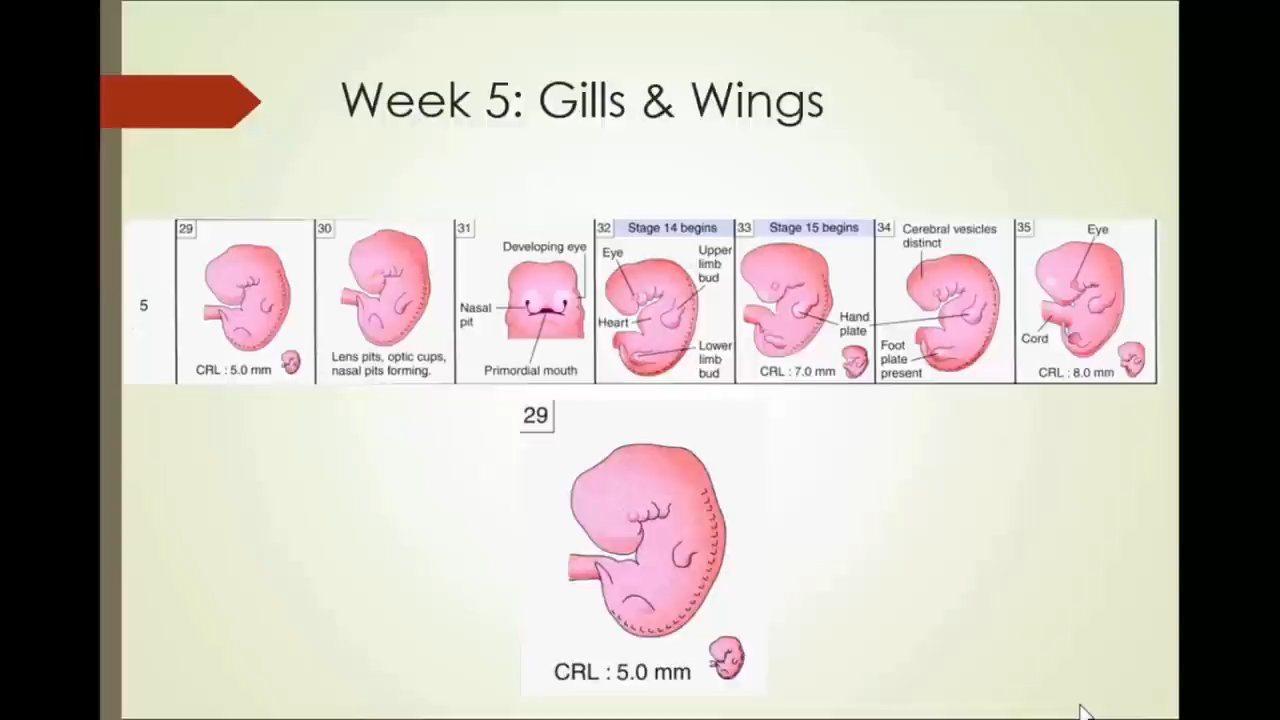 Week 5: Gills & Wings
5
29
CRL : 5.0 mm
30
Lens pits, optic cups,
nasal pits forming.
31
Developing eye
Nasal
pit
Primordial mouth
32
Stage 14 begins
Eye
Upper
limb
bud
Heart
Lower
limb
bud
33
Stage 15 begins
Hand
plate
CRL : 7.0 mm
34
Cerebral vesicles
distinct
Foot
plate
present
35
Eye
Cord
CRL : 8.0 mm
29
CRL : 5.0 mm